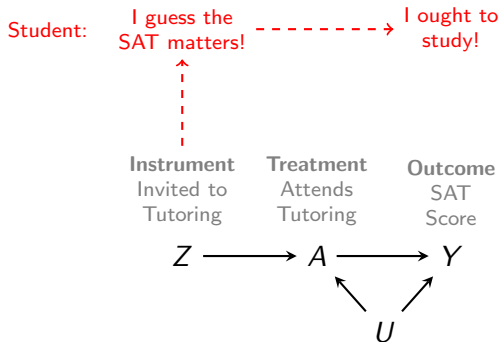 Student:
I guess the
SAT matters!
I ought to
study!
Instrument
Invited to
Tutoring
Treatment
Attends
Tutoring
Outcome
SAT
Score
Z
A
Y
U